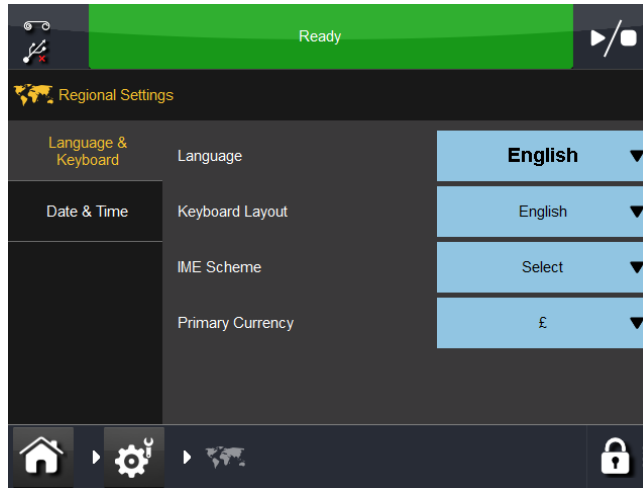 Ready
Regional Settings
Language &
Keyboard
Date & Time
Language
English
Keyboard Layout
English
IME Scheme
Select
Primary Currency
£